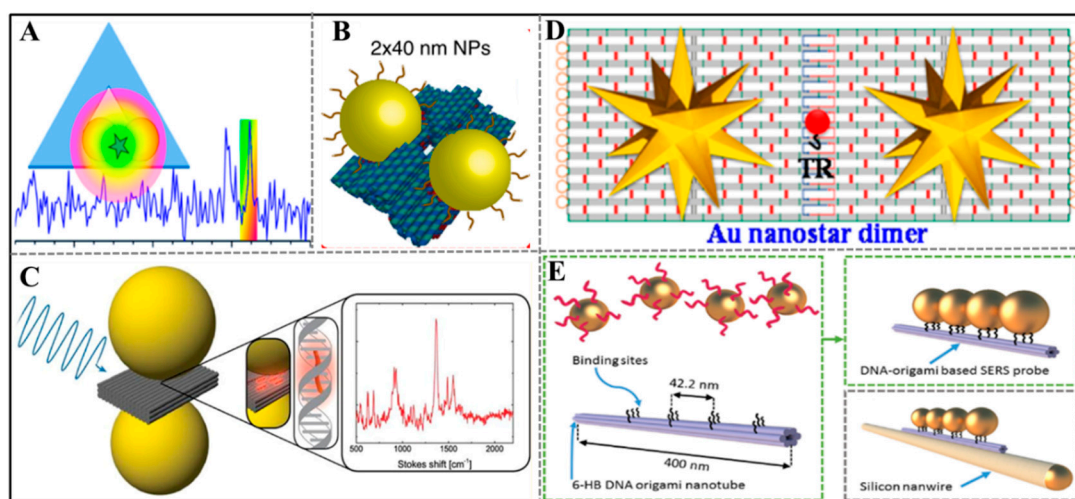 A
B
2x40 nm NPs
D
TR
Au nanostar dimer
C
500
1000
1500
2000
Stokes shift [cm⁻¹]
E
Binding sites
42.2 nm
400 nm
6-HB DNA origami nanotube
DNA-origami based SERS probe
Silicon nanwire